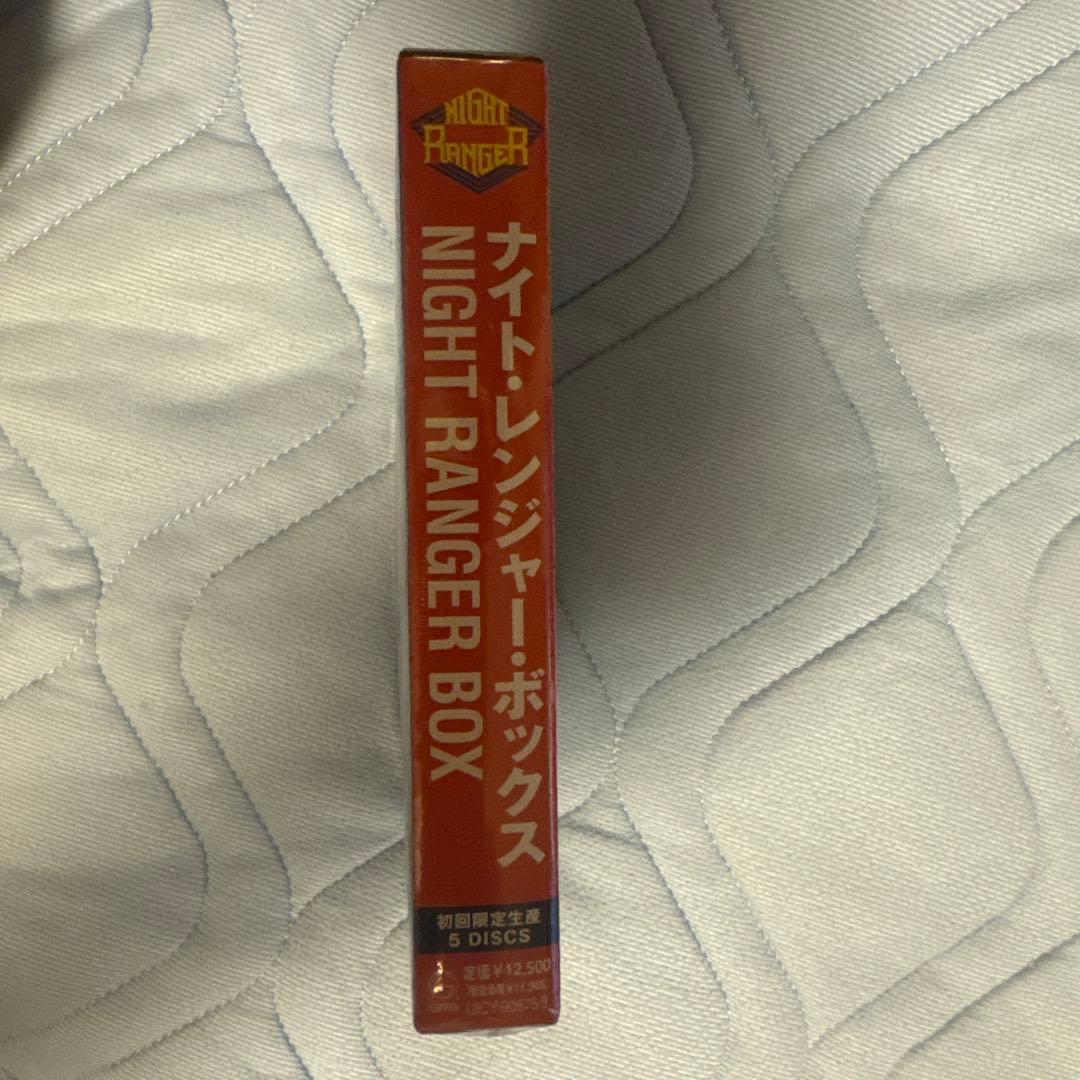 NIGHT
RANGER
ナイト・レンジャー・ボックス
NIGHT RANGER BOX
初回限定生産
5 DISCS
定価¥12,500